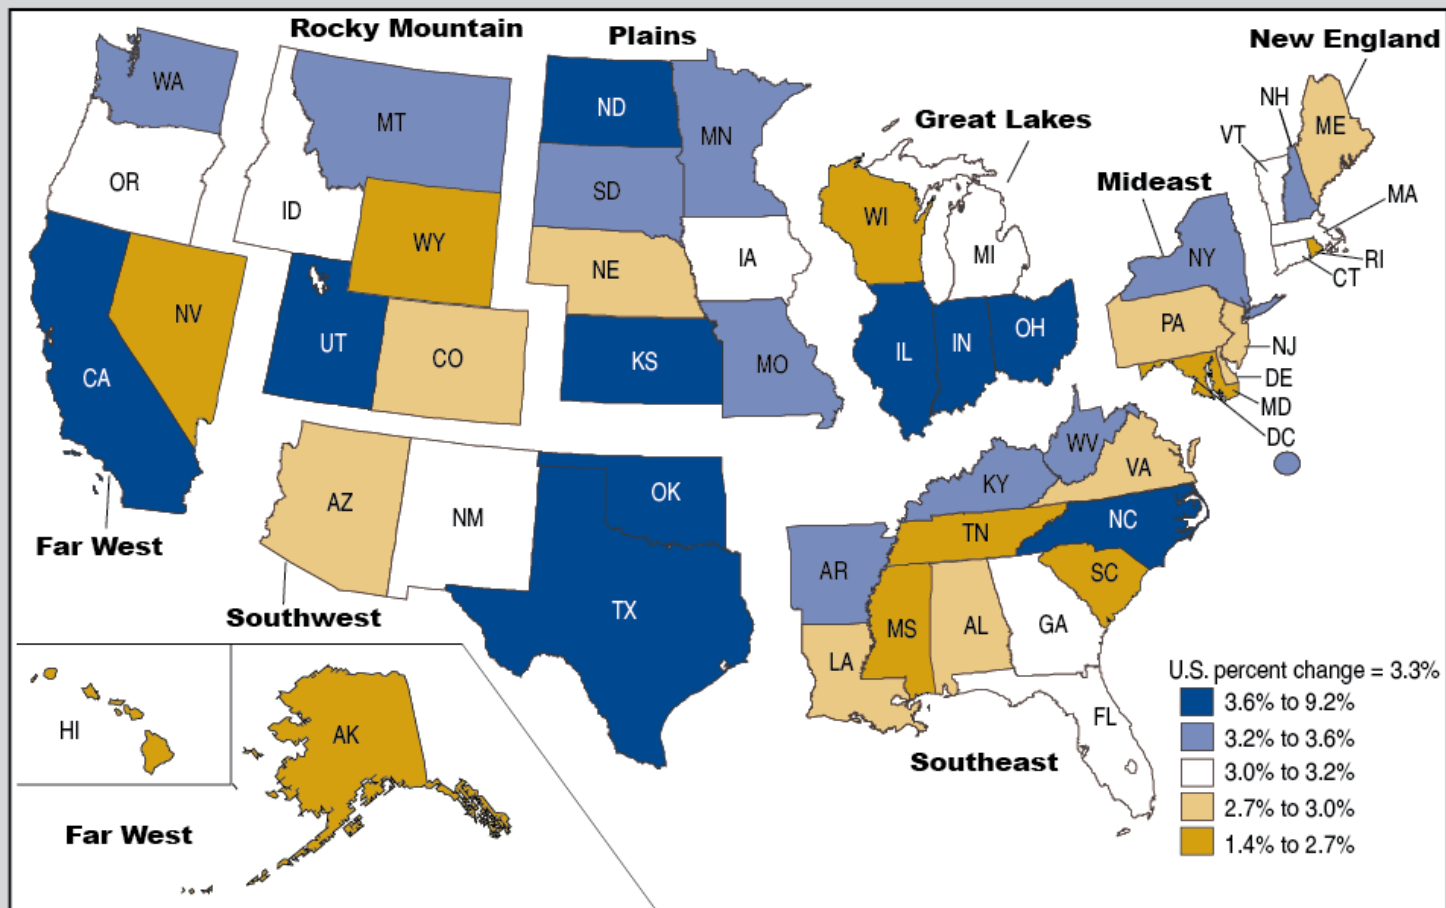 Rocky Mountain
Plains
New England
Great Lakes
Mideast
WA
MT
ND
MN
NH
ME
VT
OR
ID
SD
WI
MI
MA
WY
NE
IA
NY
RI
CT
NV
UT
CO
KS
MO
IL
IN
OH
PA
NJ
DE
MD
DC
CA
AZ
NM
OK
KY
WV
VA
TN
NC
Far West
Southwest
TX
AR
SC
MS
AL
GA
LA
FL
Southeast
HI
AK
Far West
U.S. percent change = 3.3%
3.6% to 9.2%
3.2% to 3.6%
3.0% to 3.2%
2.7% to 3.0%
1.4% to 2.7%